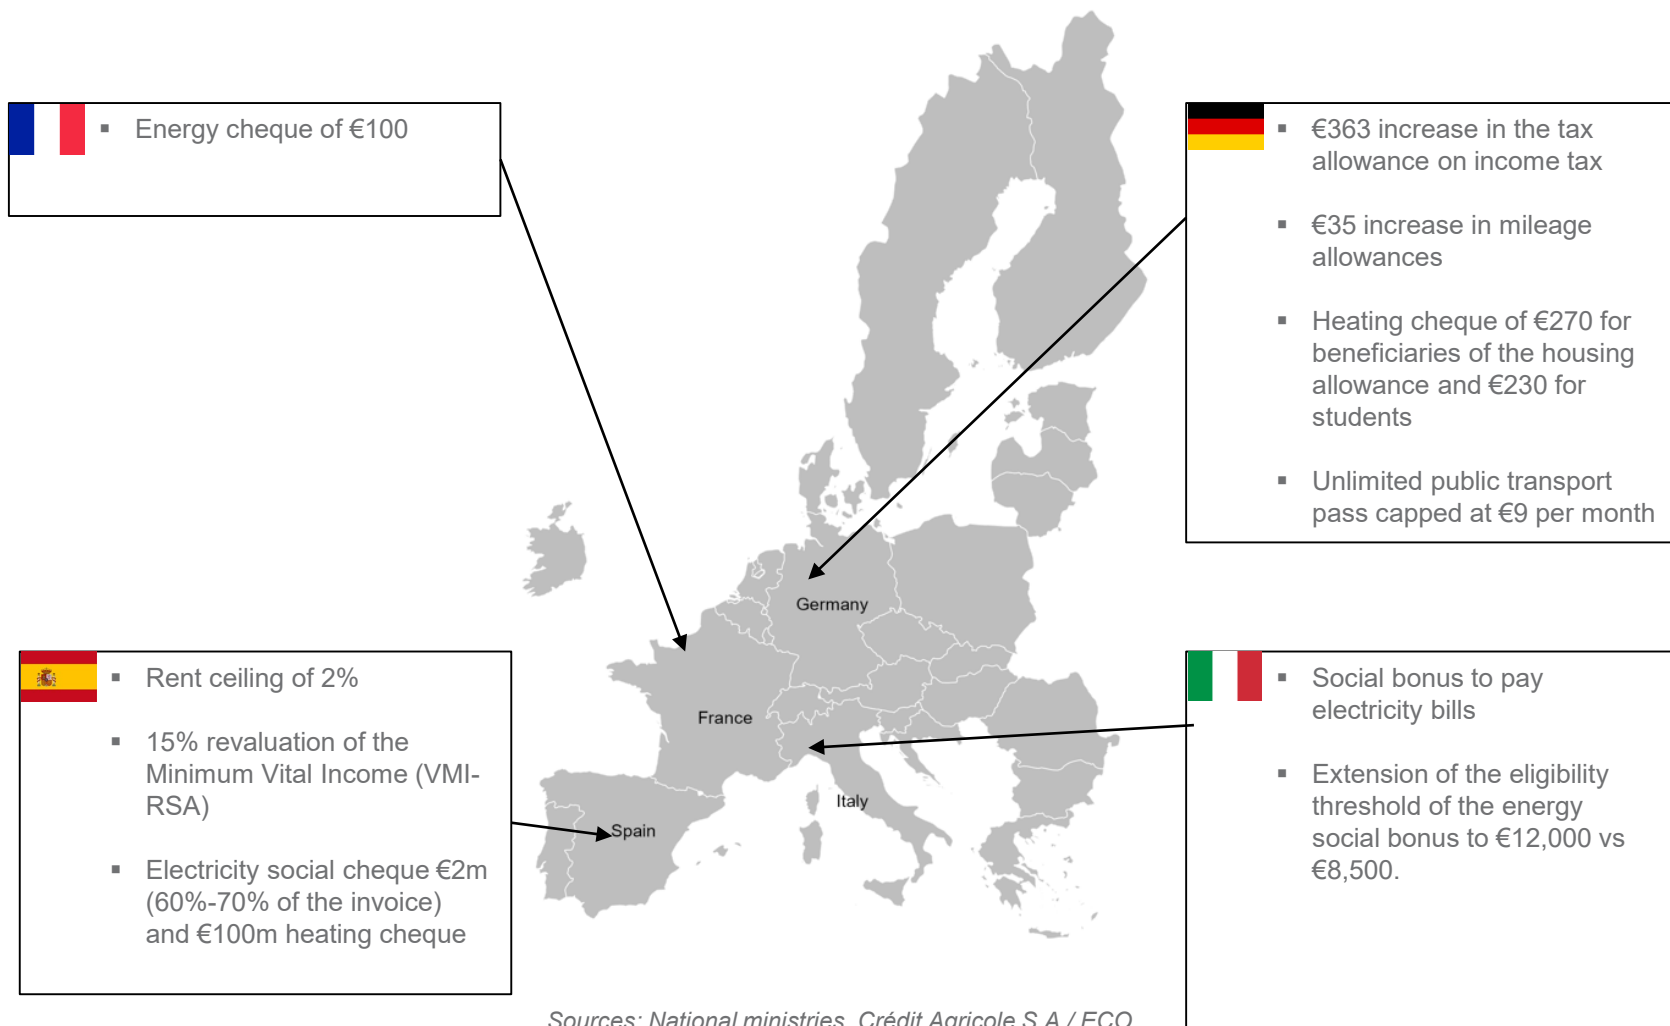 ▪ Energy cheque of €100
▪ €363 increase in the tax
allowance on income tax
▪ €35 increase in mileage
allowances
▪ Heating cheque of €270 for
beneficiaries of the housing
allowance and €230 for
students
▪ Unlimited public transport
pass capped at €9 per month
Germany
France
Italy
Spain
▪ Rent ceiling of 2%
▪ 15% revaluation of the
Minimum Vital Income (VMI-
RSA)
▪ Electricity social cheque €2m
(60%-70% of the invoice)
and €100m heating cheque
▪ Social bonus to pay
electricity bills
▪ Extension of the eligibility
threshold of the energy
social bonus to €12,000 vs
€8,500.
Sources: National ministries, Crédit Agricole S.A./ ECO